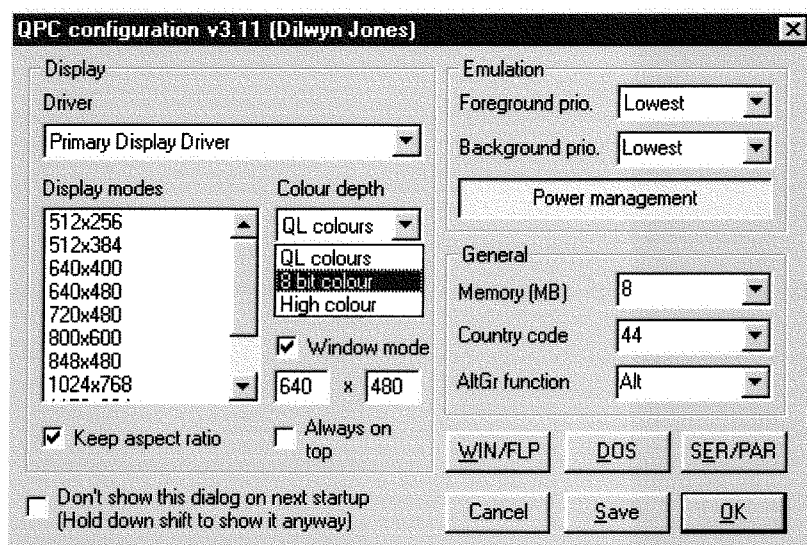 QPC configuration v3.11 (Dilwyn Jones)
Display
Driver
Primary Display Driver
Display modes
512x256
512x384
640x400
640x480
720x480
800x600
848x480
1024x768
Colour depth
QL colours
QL colours
8 bit colour
High colour
Window mode
640 x 480
Keep aspect ratio
Always on
top
Don't show this dialog on next startup
(Hold down shift to show it anyway)
Emulation
Foreground prio. Lowest
Background prio. Lowest
Power management
General
Memory (MB) 8
Country code 44
AltGr function Alt
WIN/FLP DOS SER/PAR
Cancel Save OK